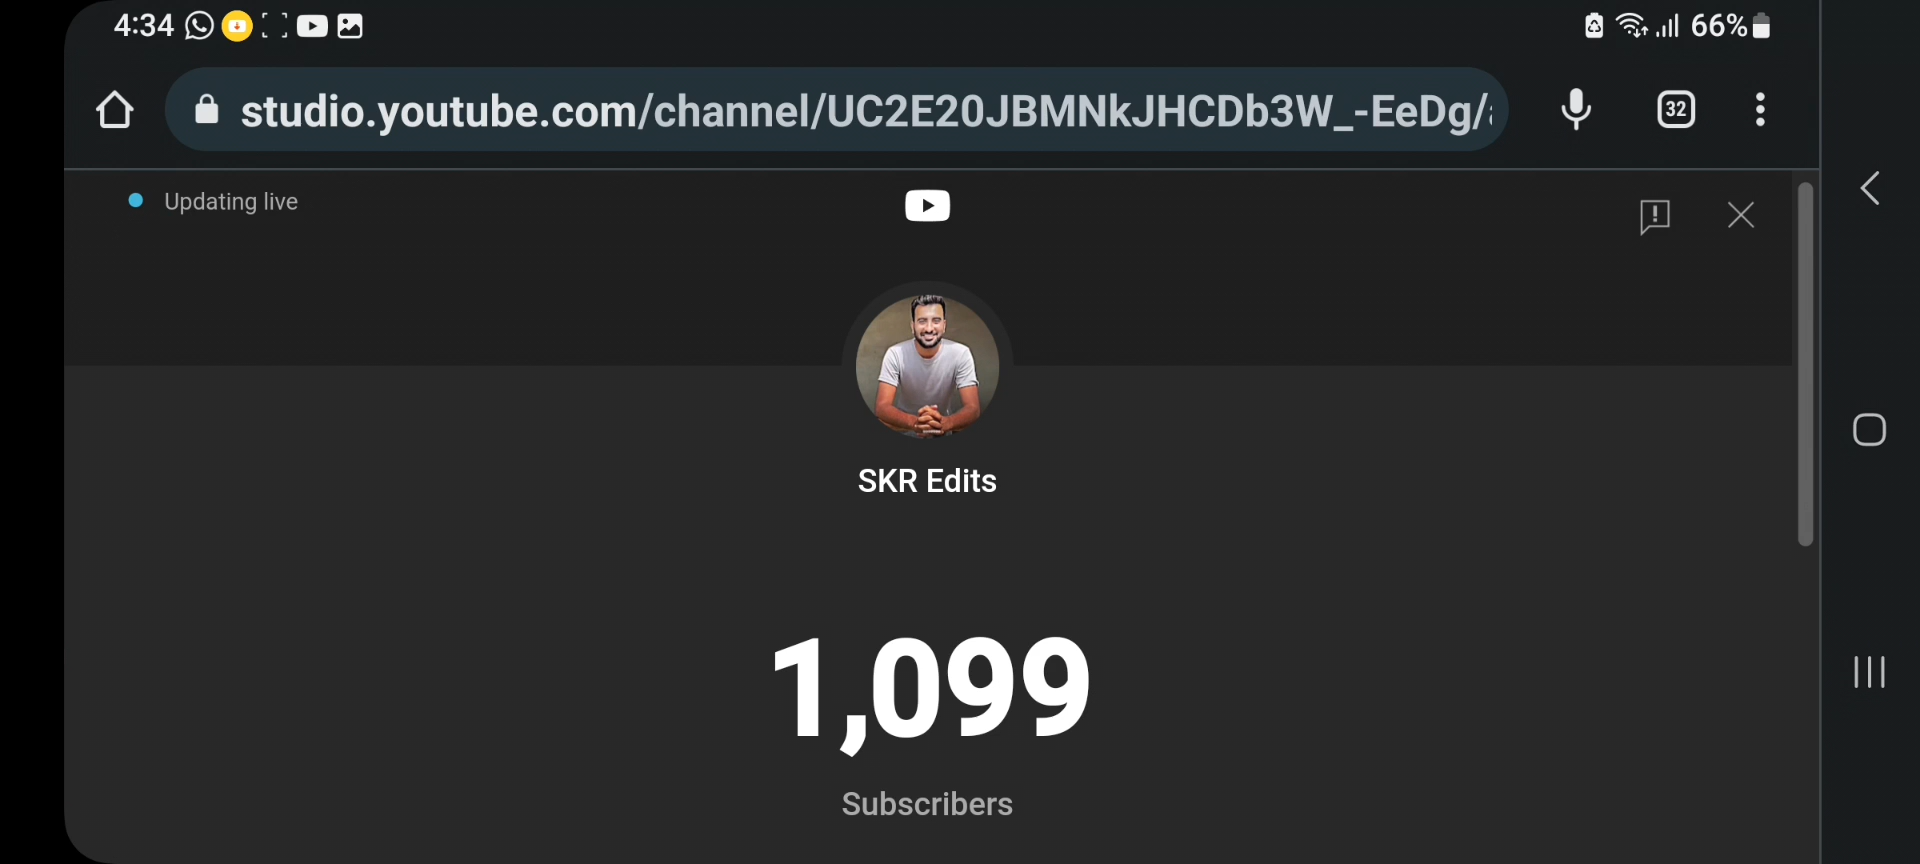 4:34
66%
studio.youtube.com/channel/UC2E20JBMNkJHCDb3W_-EeDg/
32
Updating live
SKR Edits
1,099
Subscribers